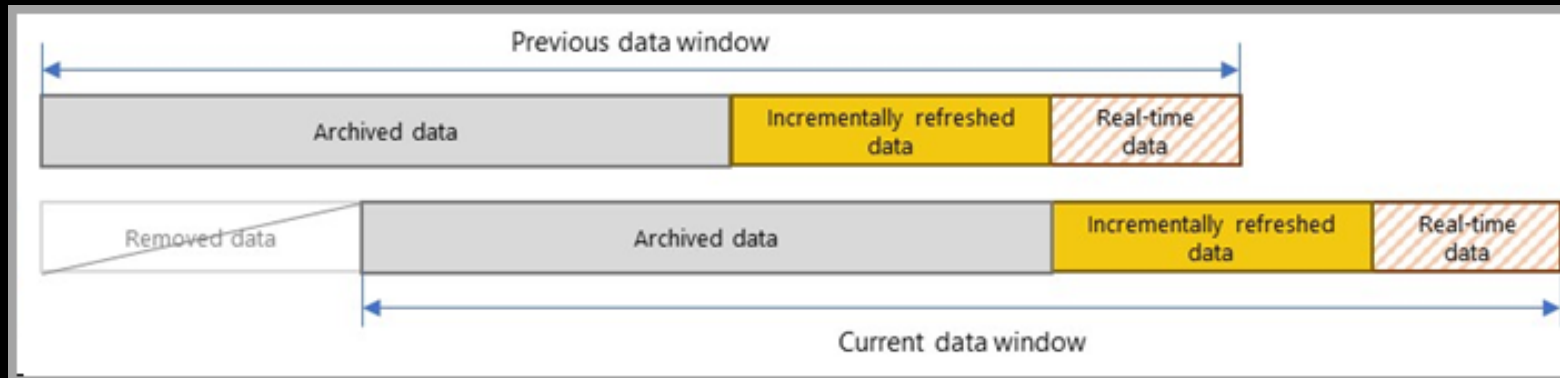 Previous data window
Archived data
Incrementally refreshed
data
Real-time
data
Removed data
Archived data
Incrementally refreshed
data
Real-time
data
Current data window